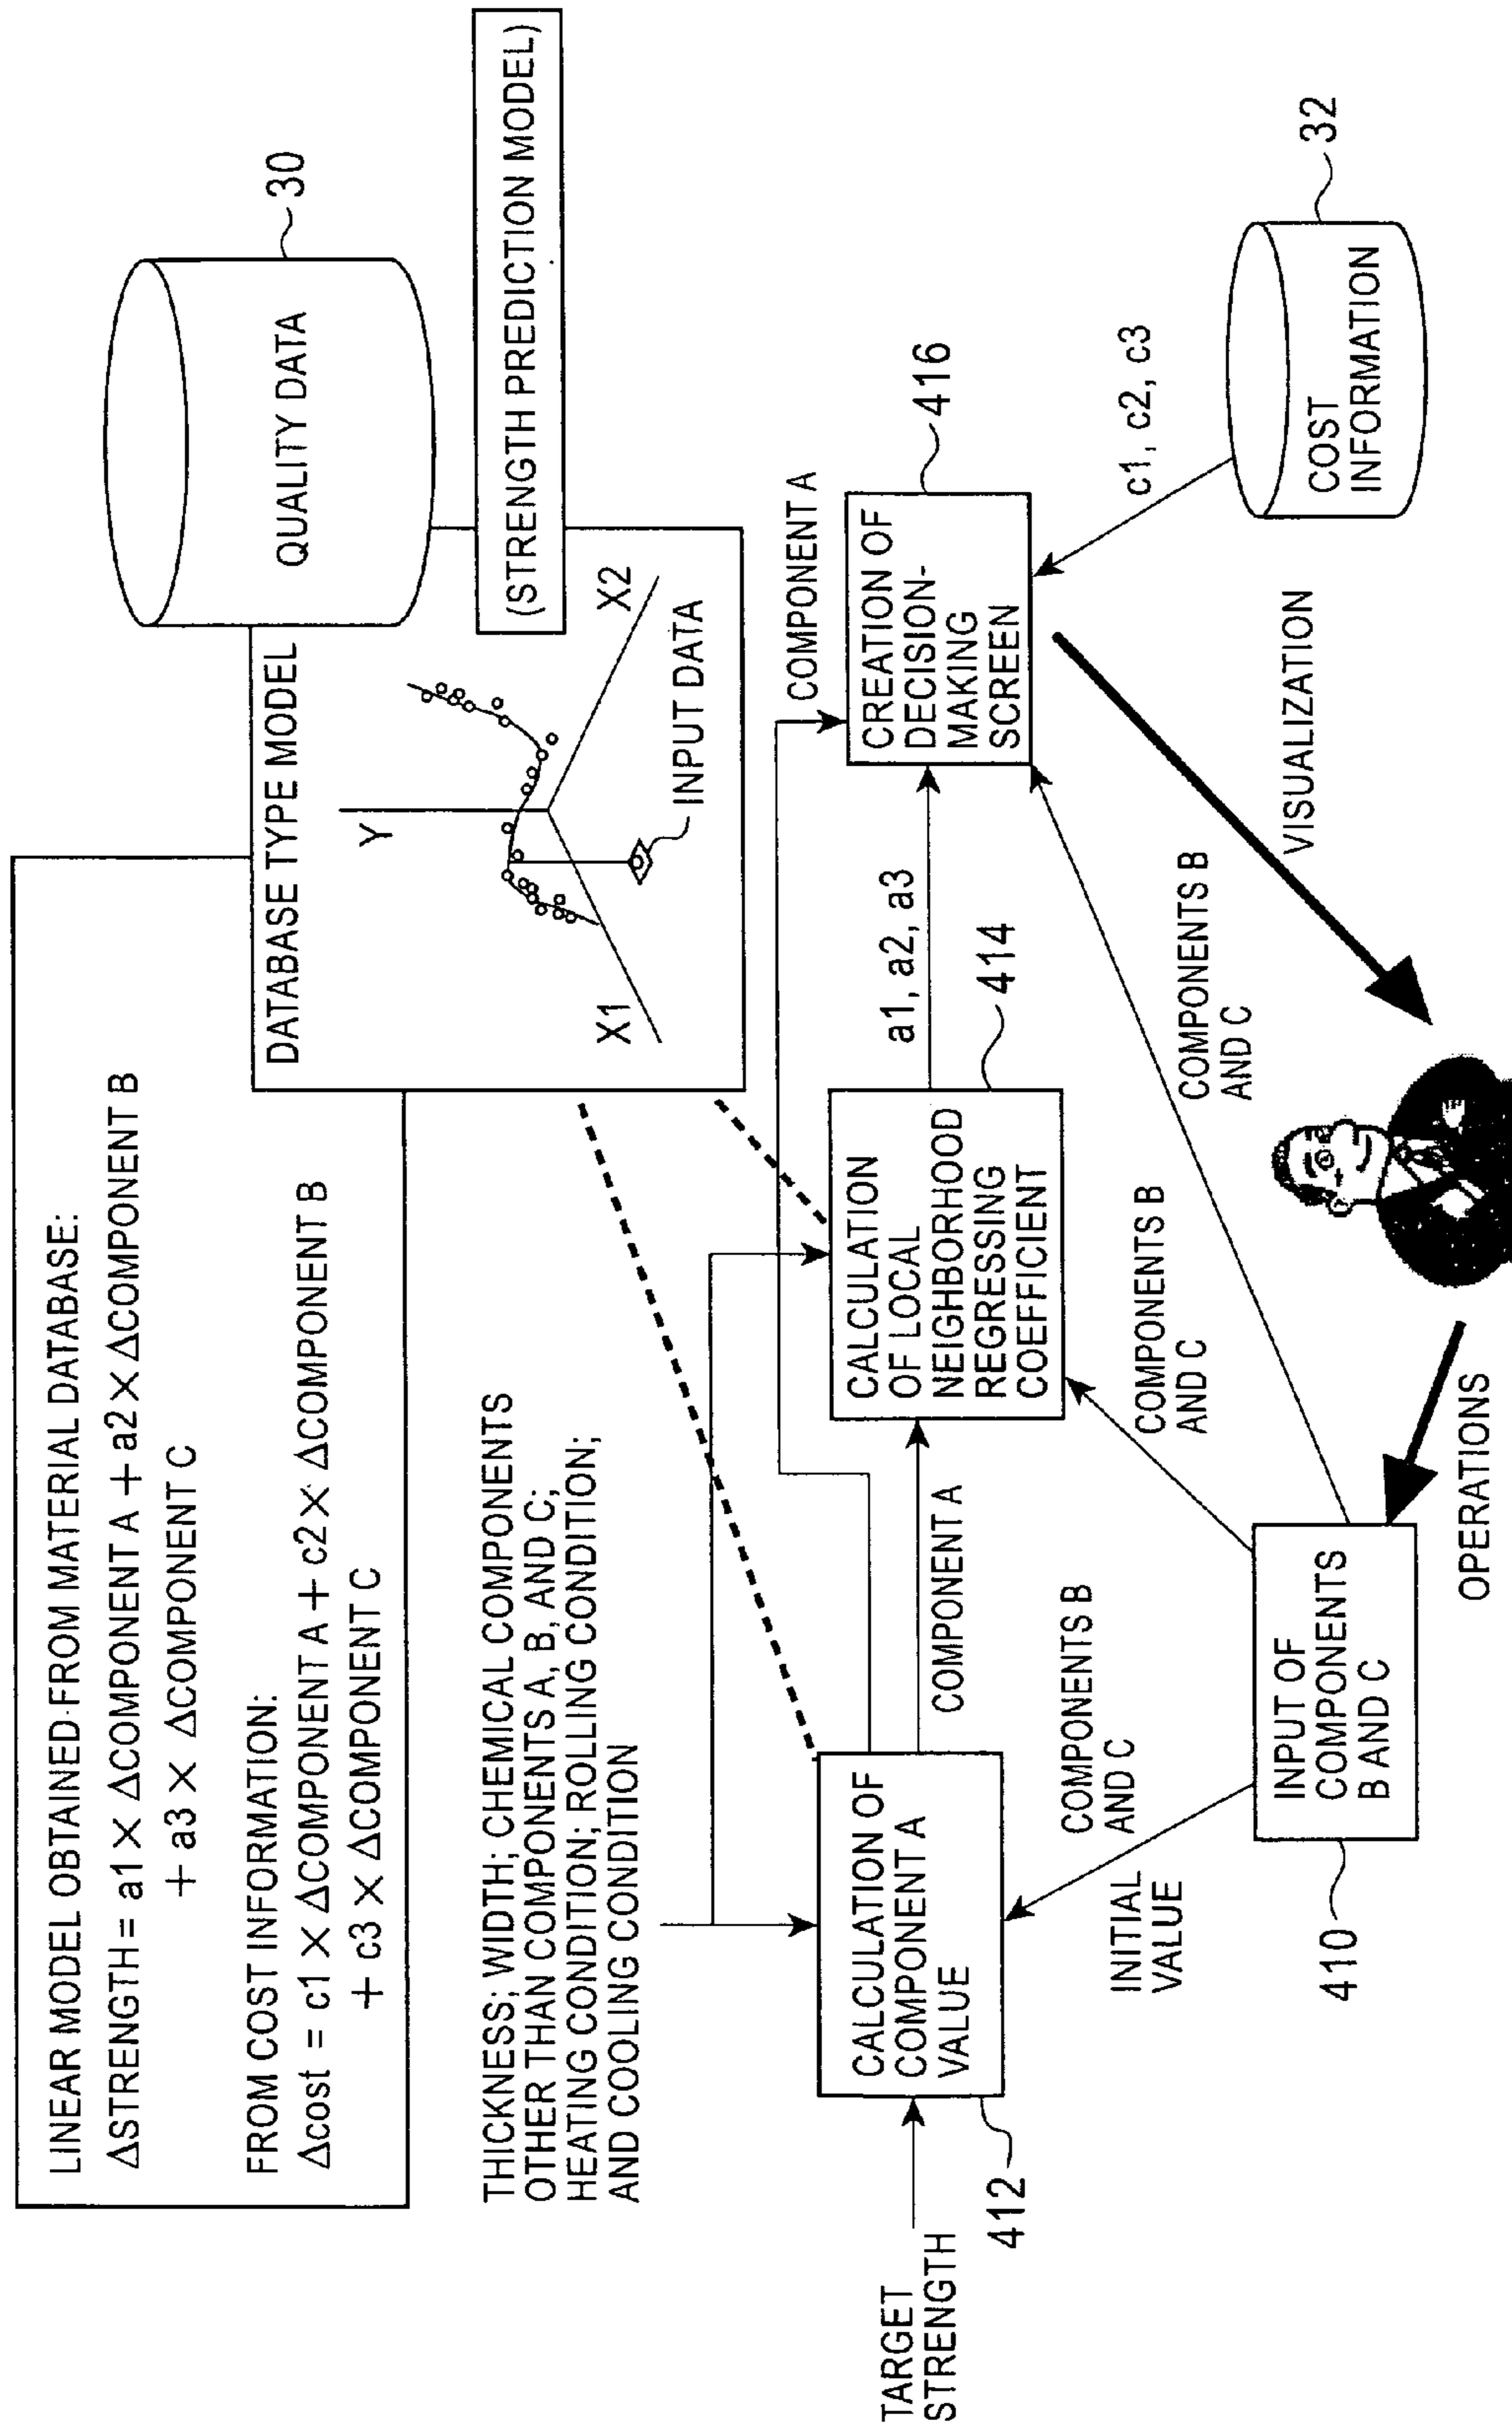 LINEAR MODEL OBTAINED FROM MATERIAL DATABASE:
ΔSTRENGTH = a1 × ΔCOMPONENT A + a2 × ΔCOMPONENT B
+ a3 × ΔCOMPONENT C
FROM COST INFORMATION:
Δcost = c1 × ΔCOMPONENT A + c2 × ΔCOMPONENT B
+ c3 × ΔCOMPONENT C
DATABASE TYPE MODEL
Y
X1
X2
INPUT DATA
QUALITY DATA
30
(STRENGTH PREDICTION MODEL)
THICKNESS; WIDTH; CHEMICAL COMPONENTS
OTHER THAN COMPONENTS A, B, AND C;
HEATING CONDITION; ROLLING CONDITION;
AND COOLING CONDITION
TARGET
STRENGTH
CALCULATION OF
COMPONENT A
VALUE
412
COMPONENT A
CALCULATION
OF LOCAL
NEIGHBORHOOD
REGRESSING
COEFFICIENT
414
a1, a2, a3
COMPONENT A
CREATION OF
DECISION-
MAKING
SCREEN
416
c1, c2, c3
COST
INFORMATION
32
INITIAL
VALUE
COMPONENTS B
AND C
COMPONENTS B
AND C
COMPONENTS B
AND C
VISUALIZATION
410
INPUT OF
COMPONENTS
B AND C
OPERATIONS